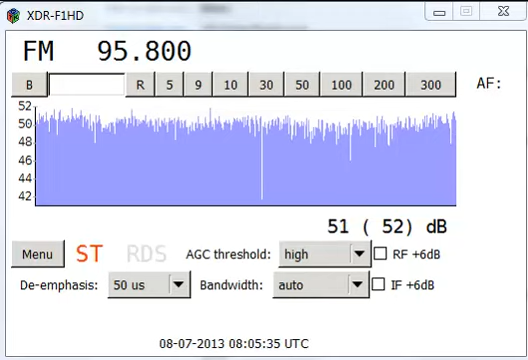 XDR-F1HD
FM 95.800
B R 5 9 10 30 50 100 200 300 AF:
52
50
48
46
44
42
51 ( 52) dB
Menu ST RDS AGC threshold: high RF +6dB
De-emphasis: 50 us Bandwidth: auto IF +6dB
08-07-2013 08:05:35 UTC